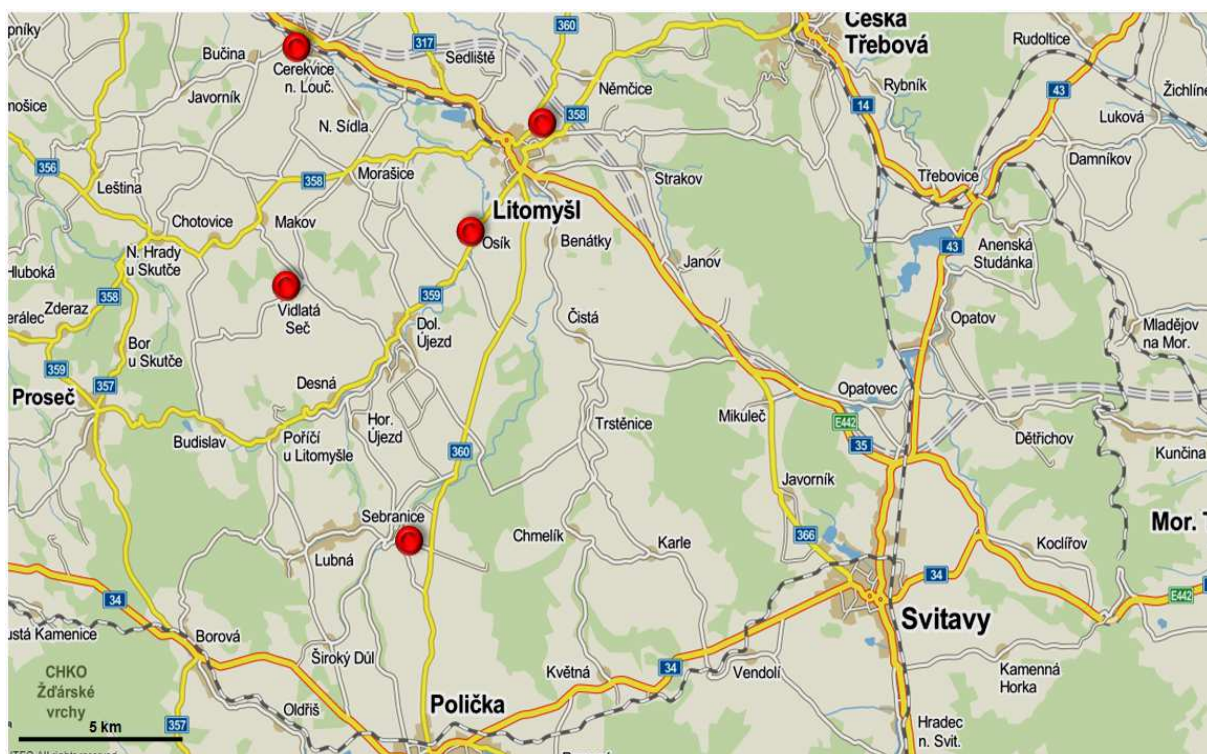 360
ČESKÁ
TŘEBOVÁ
Rudoltice
Bučina
317
Sedliště
Cerekvice
n. Louč.
Javorník
Němčice
Rybník
43
Žichlíne
14
358
N. Sídla
Luková
Damníkov
356
Leština
358
Morašice
Strakov
Třebovice
Chotovice
Makov
Litomyšl
Osík
Benátky
N. Hrady
u Skutče
43
Anenská
Studánka
Hluboká
Janov
Zderaz
358
Vidlatá
Seč
359
Čistá
Dol.
Újezd
Opatov
Mladějov
na Mor.
Bor
u Skutče
359
357
Desná
Proseč
Opatovec
Mikuleč
E442
Budislav
Poříčí
u Litomyšle
Hor.
Újezd
Trstěnice
35
Dětřichov
Kunčina
360
Javorník
Sebranice
Mor. T
Chmelík
Karle
366
Koclířov
Lubná
34
34
E442
Svitavy
ustá Kamenice
Borová
Široký Důl
Květná
34
Vendolí
Kamenná
Horka
CHKO
Žďárské
vrchy
Oldřiš
Polička
5 km
357
Hradec
n. Svit.